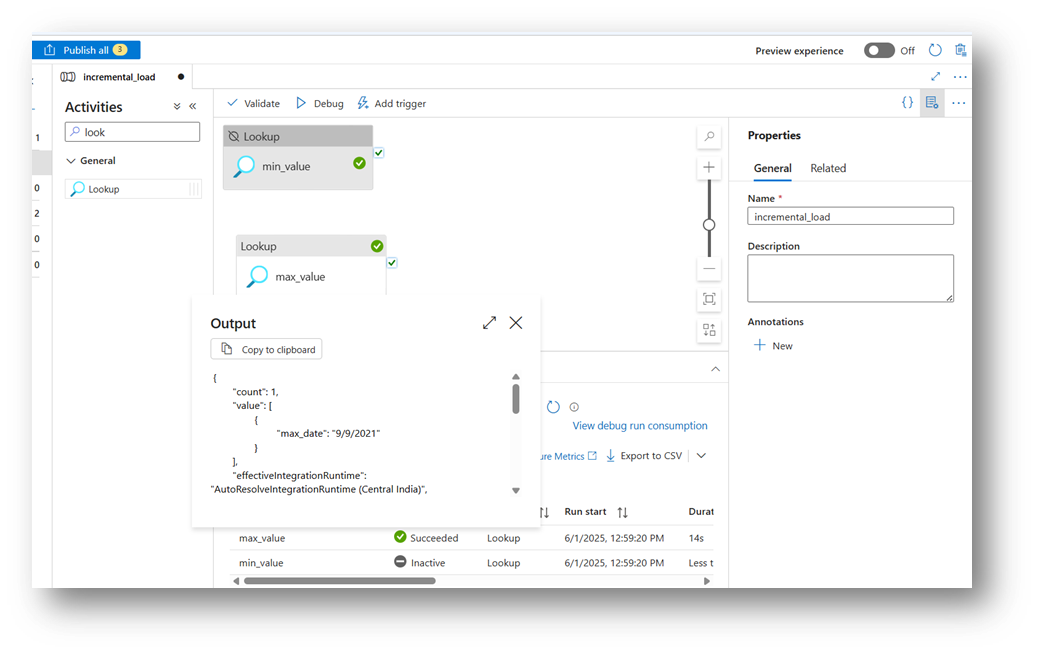 Publish all 3
Preview experience
Off
incremental_load
Activities
look
General
Lookup
1
0
2
0
0
Validate
Debug
Add trigger
Lookup
min_value
Lookup
max_value
Output
Copy to clipboard
{
"count": 1,
"value": [
{
"max_date": "9/9/2021"
}
],
"effectiveIntegrationRuntime":
"AutoResolveIntegrationRuntime (Central India)",
View debug run consumption
ure Metrics
Export to CSV
Run start
Durat
max_value Succeeded Lookup 6/1/2025, 12:59:20 PM 14s
min_value Inactive Lookup 6/1/2025, 12:59:20 PM Less t
{}
Properties
General Related
Name *
incremental_load
Description
Annotations
New